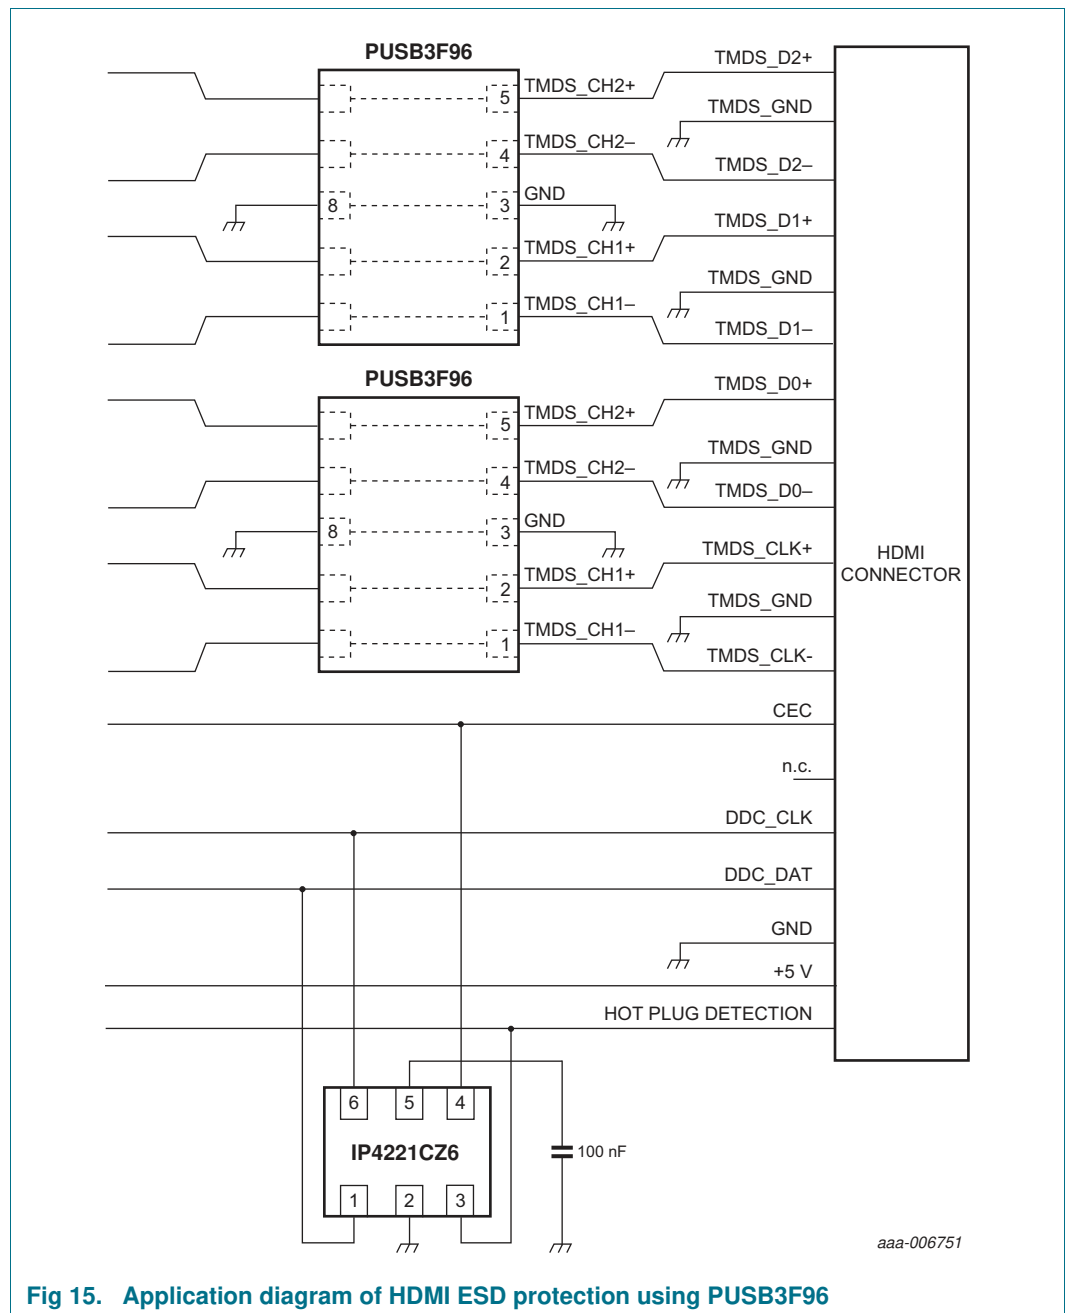 PUSB3F96
TMDS_D2+
5 TMDS_CH2+
TMDS_GND
4 TMDS_CH2–
TMDS_D2–
8 3 GND
TMDS_D1+
2 TMDS_CH1+
TMDS_GND
1 TMDS_CH1–
TMDS_D1–
PUSB3F96
TMDS_D0+
5 TMDS_CH2+
TMDS_GND
4 TMDS_CH2–
TMDS_D0–
8 3 GND
TMDS_CLK+
HDMI
CONNECTOR
2 TMDS_CH1+
TMDS_GND
1 TMDS_CH1–
TMDS_CLK-
CEC
n.c.
DDC_CLK
DDC_DAT
GND
+5 V
HOT PLUG DETECTION
6 5 4
IP4221CZ6
100 nF
1 2 3
aaa-006751
Fig 15. Application diagram of HDMI ESD protection using PUSB3F96